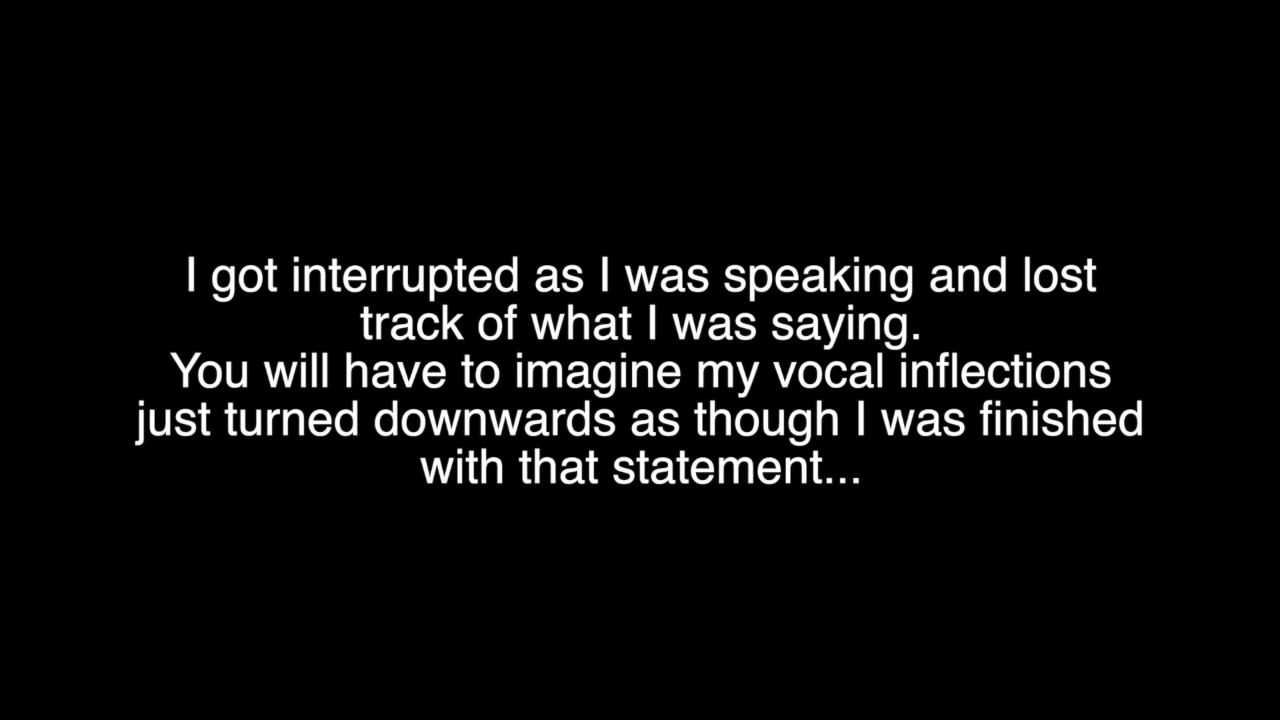 I got interrupted as I was speaking and lost
track of what I was saying.
You will have to imagine my vocal inflections
just turned downwards as though I was finished
with that statement...